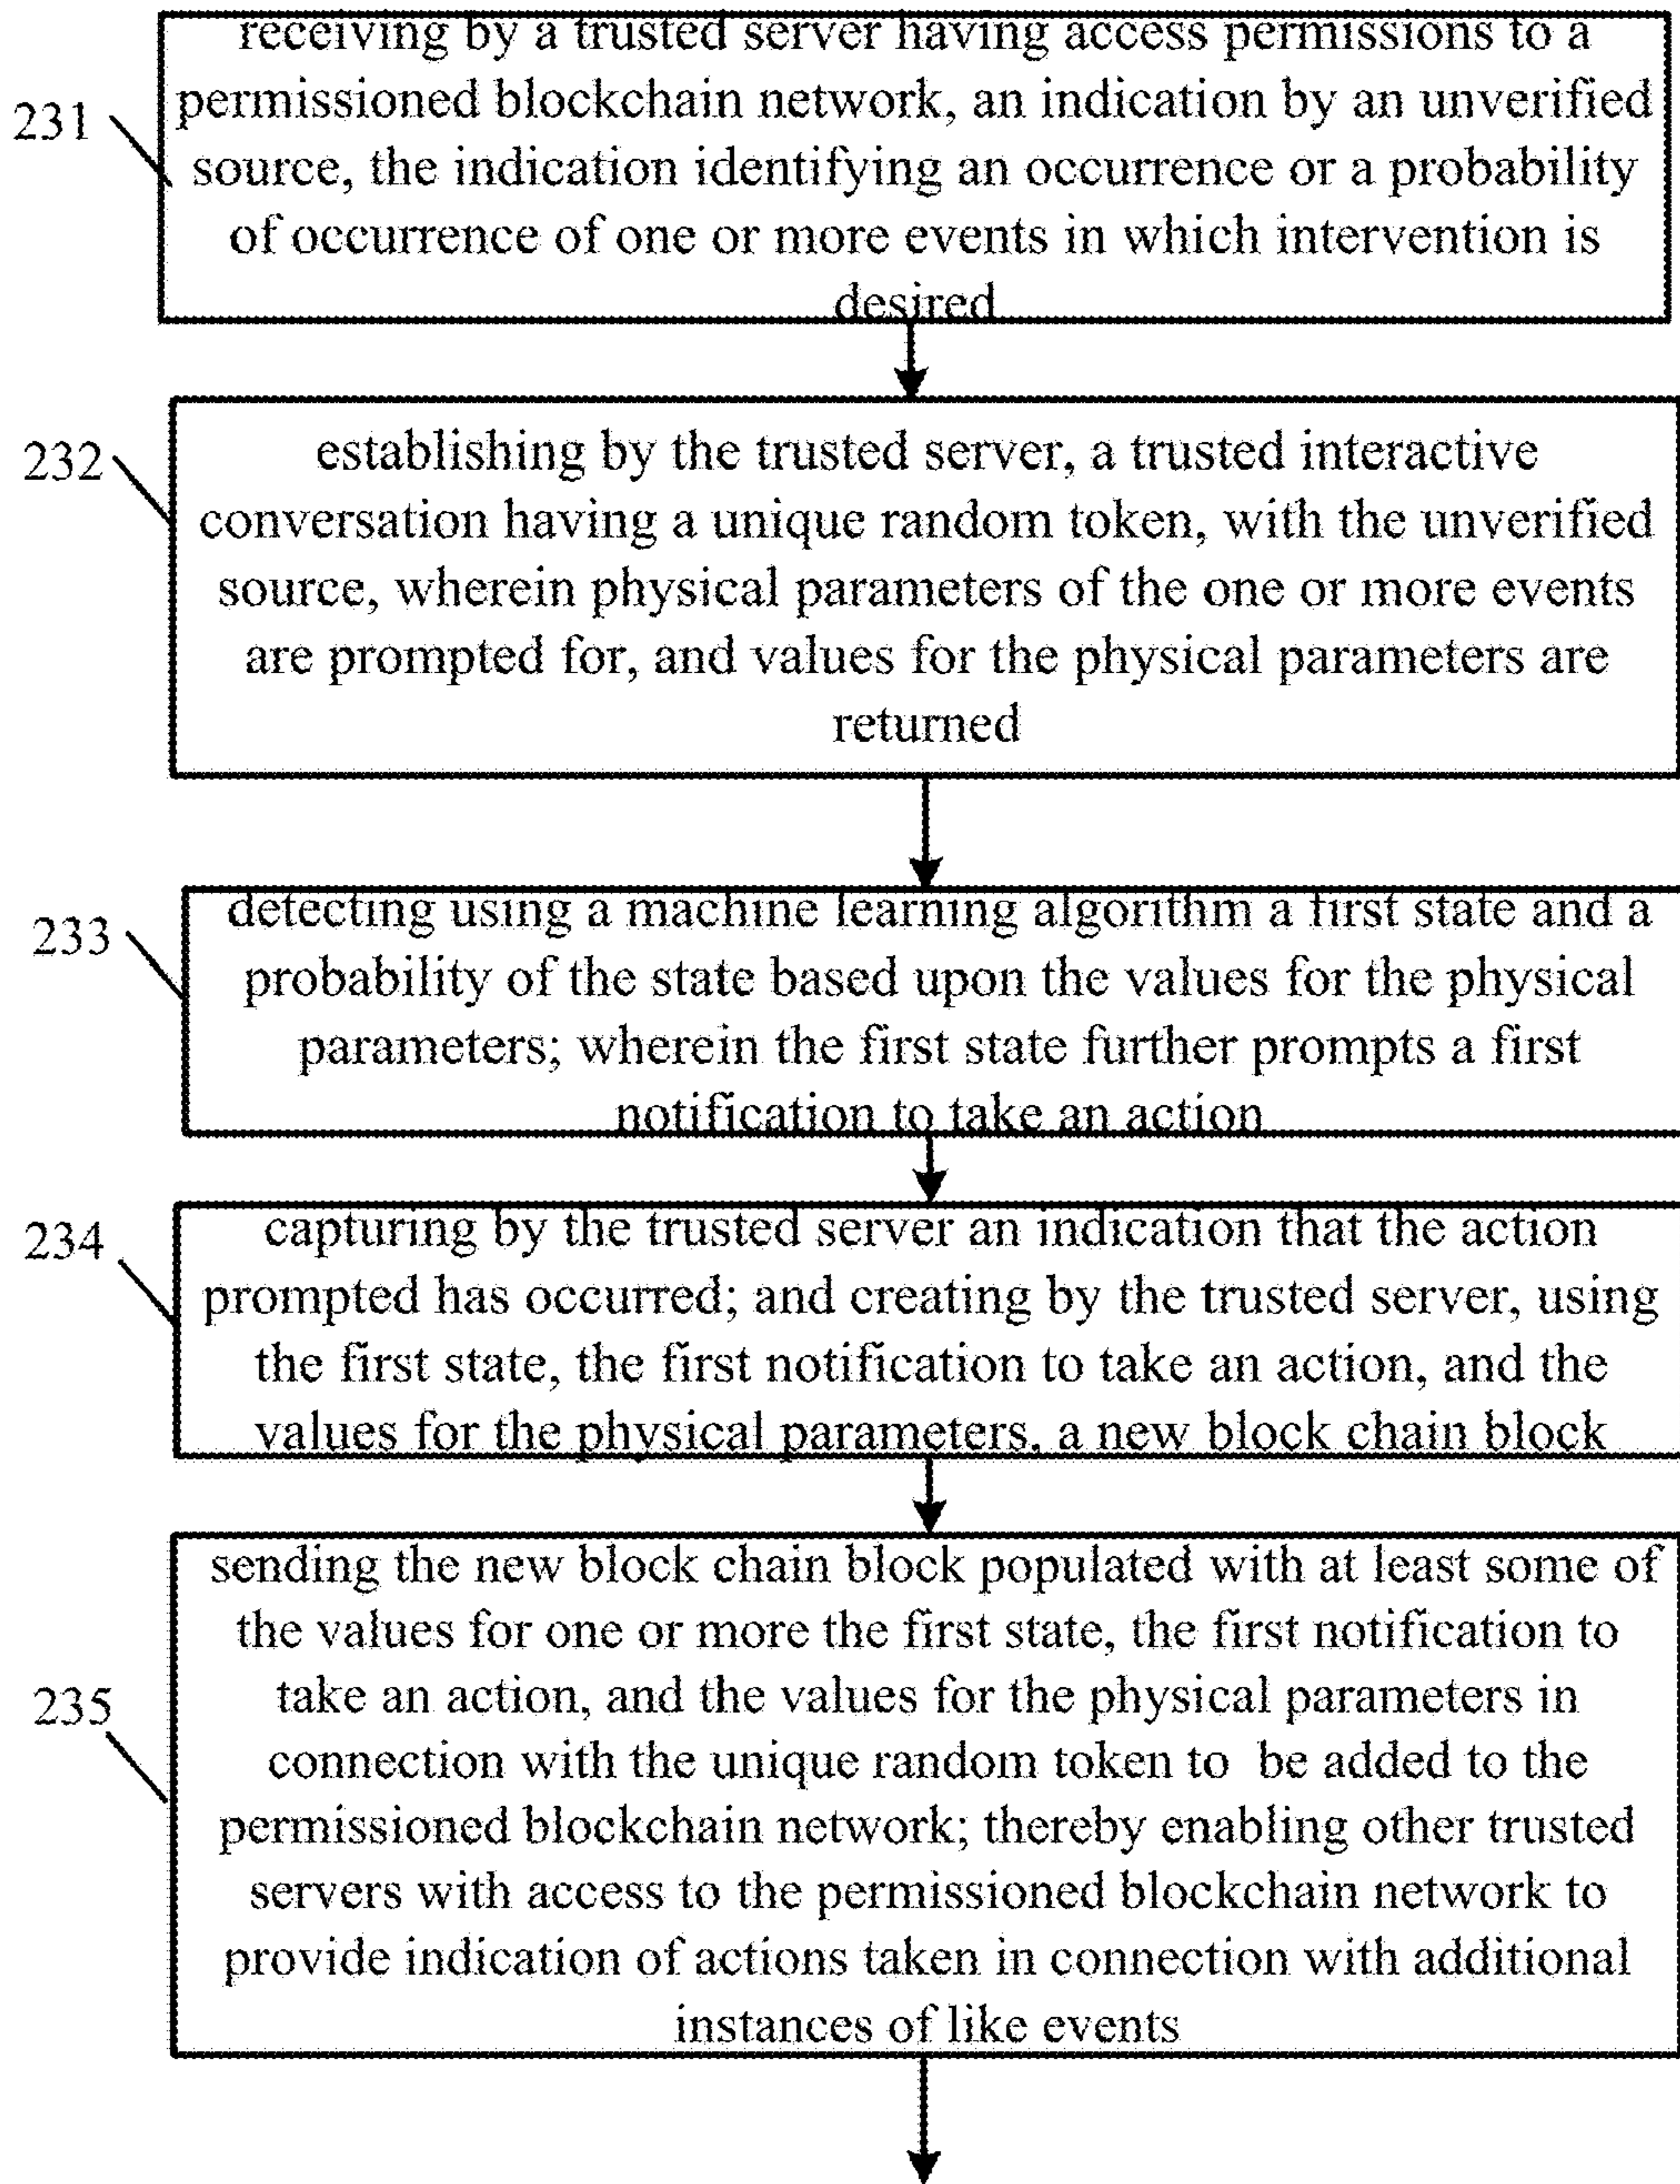 receiving by a trusted server having access permissions to a
permissioned blockchain network, an indication by an unverified
231
source, the indication identifying an occurrence or a probability
of occurrence of one or more events in which intervention is
desired
establishing by the trusted server, a trusted interactive
232
conversation having a unique random token, with the unverified
source, wherein physical parameters of the one or more events
are prompted for, and values for the physical parameters are
returned
detecting using a machine learning algorithm a first state and a
233
probability of the state based upon the values for the physical
parameters; wherein the first state further prompts a first
notification to take an action
capturing by the trusted server an indication that the action
234
prompted has occurred; and creating by the trusted server, using
the first state, the first notification to take an action, and the
values for the physical parameters, a new block chain block
sending the new block chain block populated with at least some of
the values for one or more the first state, the first notification to
take an action, and the values for the physical parameters in
235
connection with the unique random token to be added to the
permissioned blockchain network; thereby enabling other trusted
servers with access to the permissioned blockchain network to
provide indication of actions taken in connection with additional
instances of like events